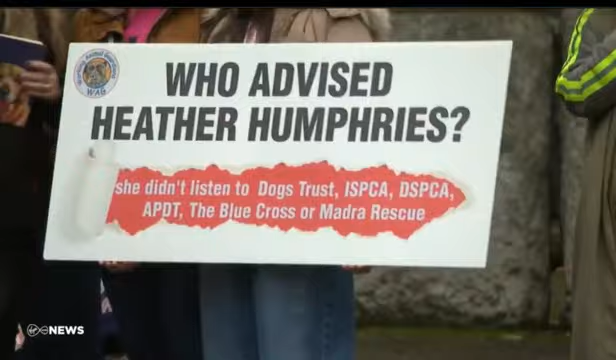 WHO ADVISED
HEATHER HUMPHRIES?
she didn't listen to Dogs Trust, ISPCA, DSPCA,
APDT, The Blue Cross or Madra Rescue
WAG
NEWS